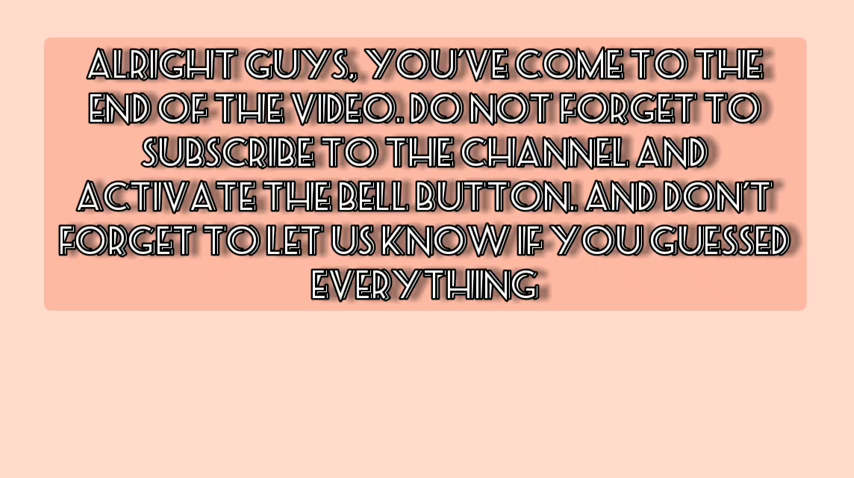 ALRIGHT GUYS, YOU'VE COME TO THE
END OF THE VIDEO. DO NOT FORGET TO
SUBSCRIBE TO THE CHANNEL AND
ACTIVATE THE BELL BUTTON. AND DON'T
FORGET TO LET US KNOW IF YOU GUESSED
EVERYTHING